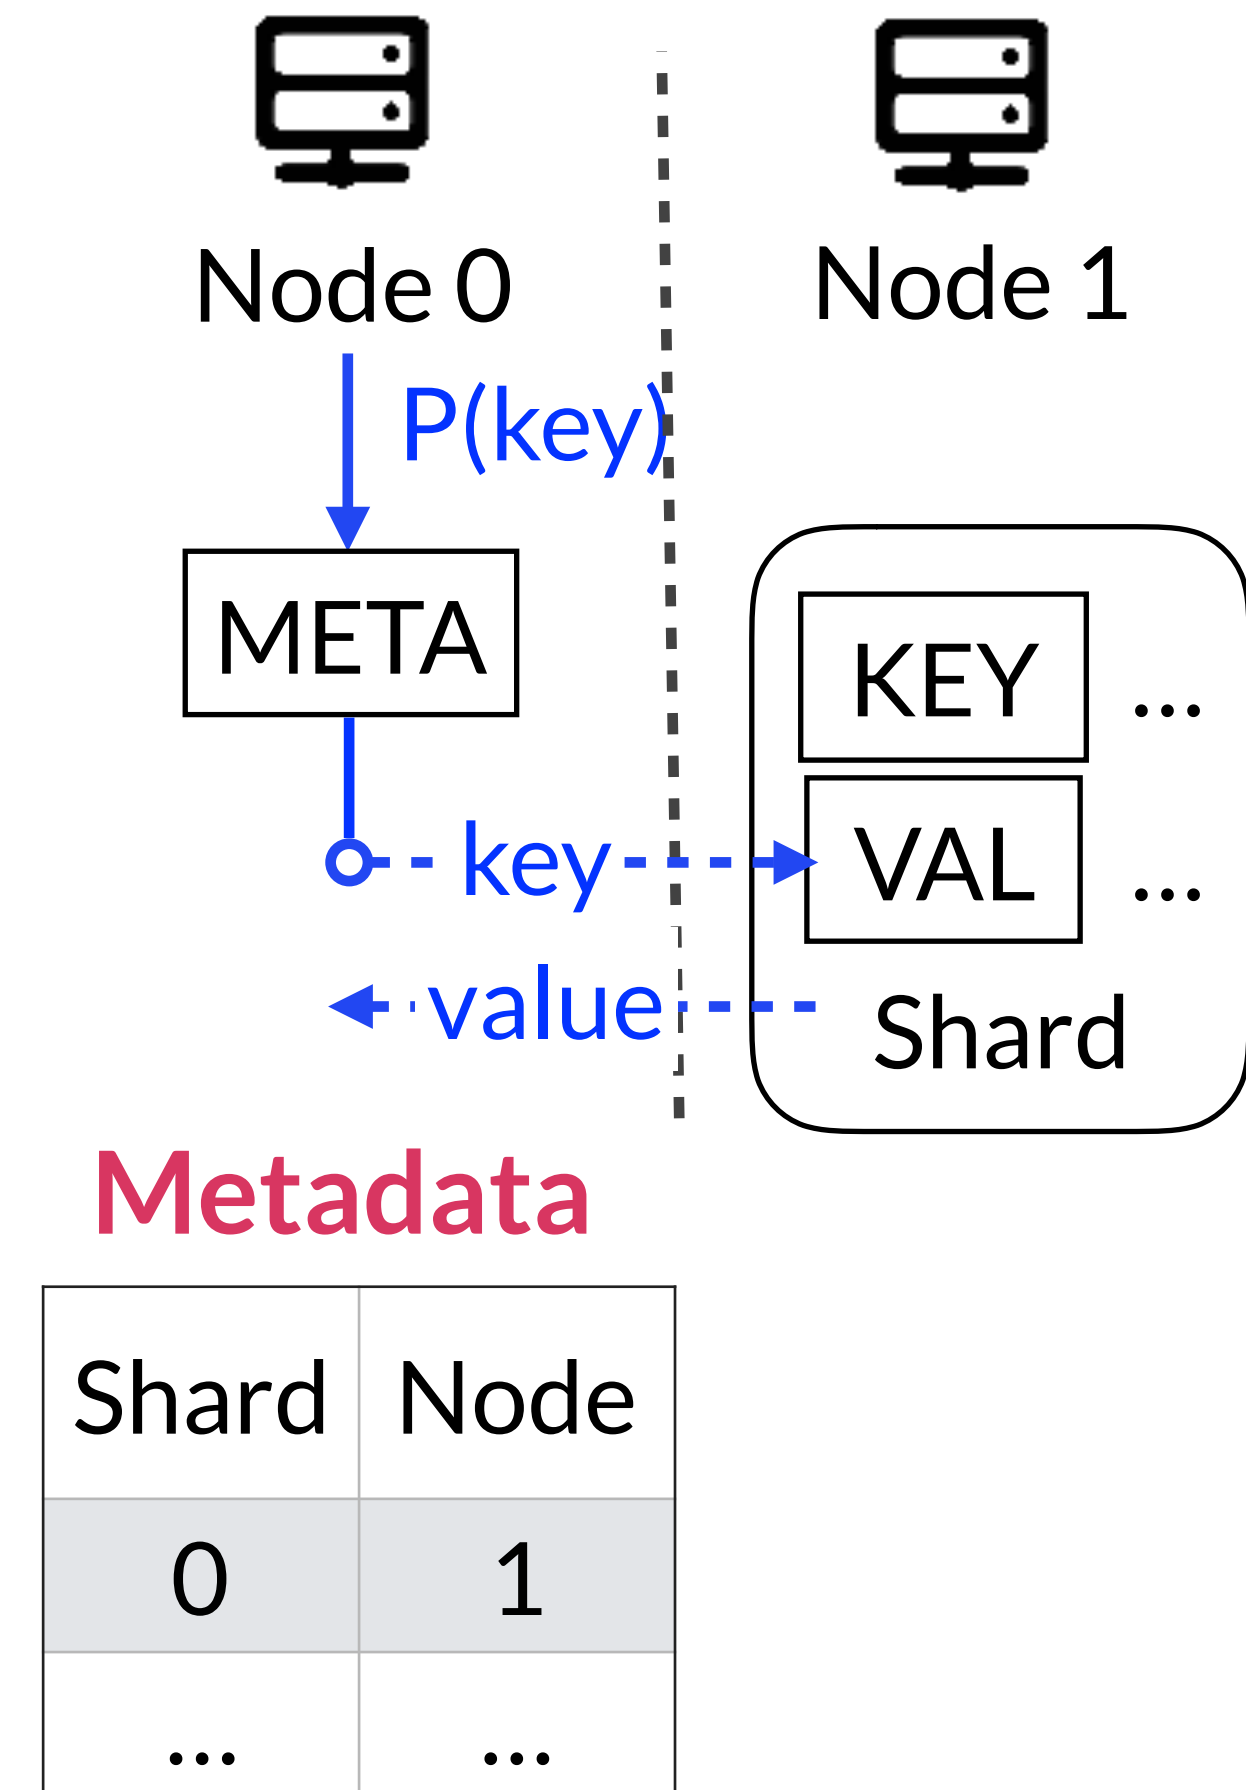 Node 0
Node 1
P(key)
META
KEY ...
key
VAL ...
value
Shard
Metadata
Shard Node
0 1
... ...